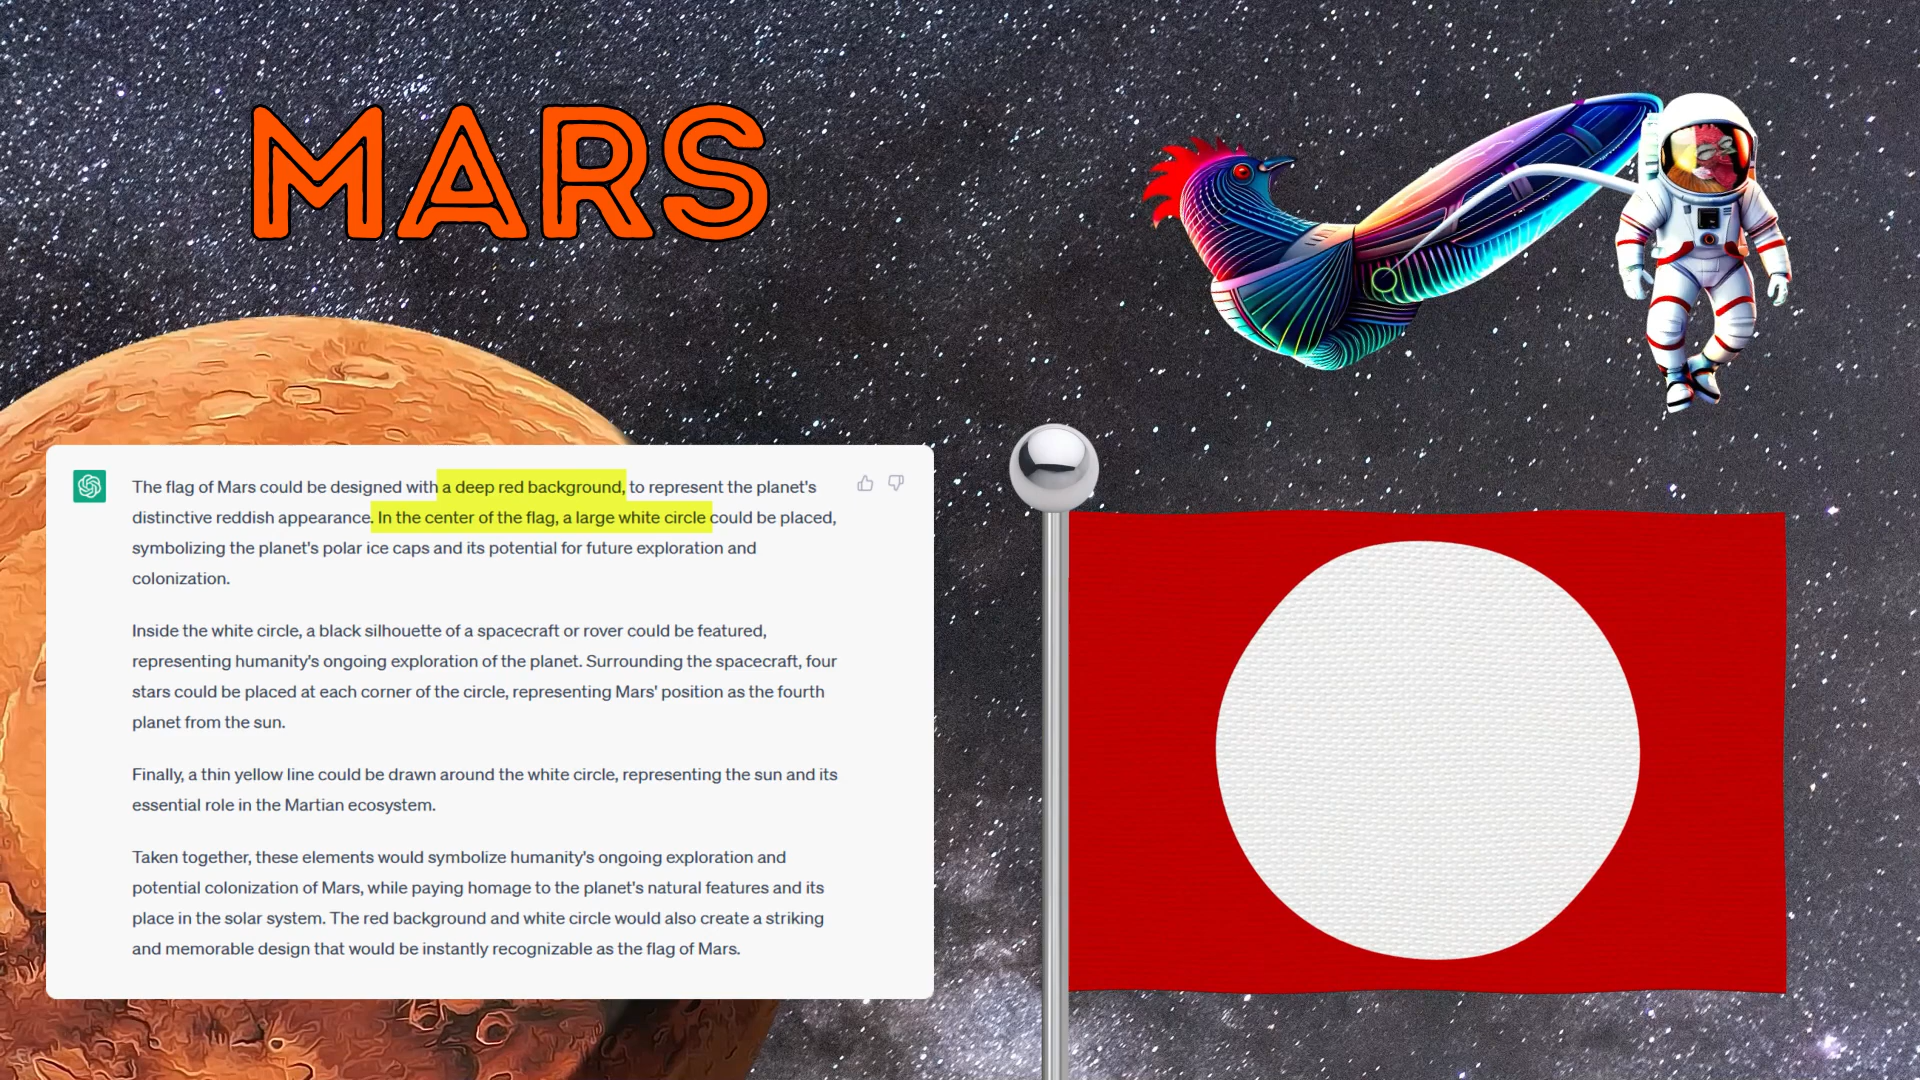 MARS
The flag of Mars could be designed with a deep red background, to represent the planet's
distinctive reddish appearance. In the center of the flag, a large white circle could be placed,
symbolizing the planet's polar ice caps and its potential for future exploration and
colonization.
Inside the white circle, a black silhouette of a spacecraft or rover could be featured,
representing humanity's ongoing exploration of the planet. Surrounding the spacecraft, four
stars could be placed at each corner of the circle, representing Mars' position as the fourth
planet from the sun.
Finally, a thin yellow line could be drawn around the white circle, representing the sun and its
essential role in the Martian ecosystem.
Taken together, these elements would symbolize humanity's ongoing exploration and
potential colonization of Mars, while paying homage to the planet's natural features and its
place in the solar system. The red background and white circle would also create a striking
and memorable design that would be instantly recognizable as the flag of Mars.